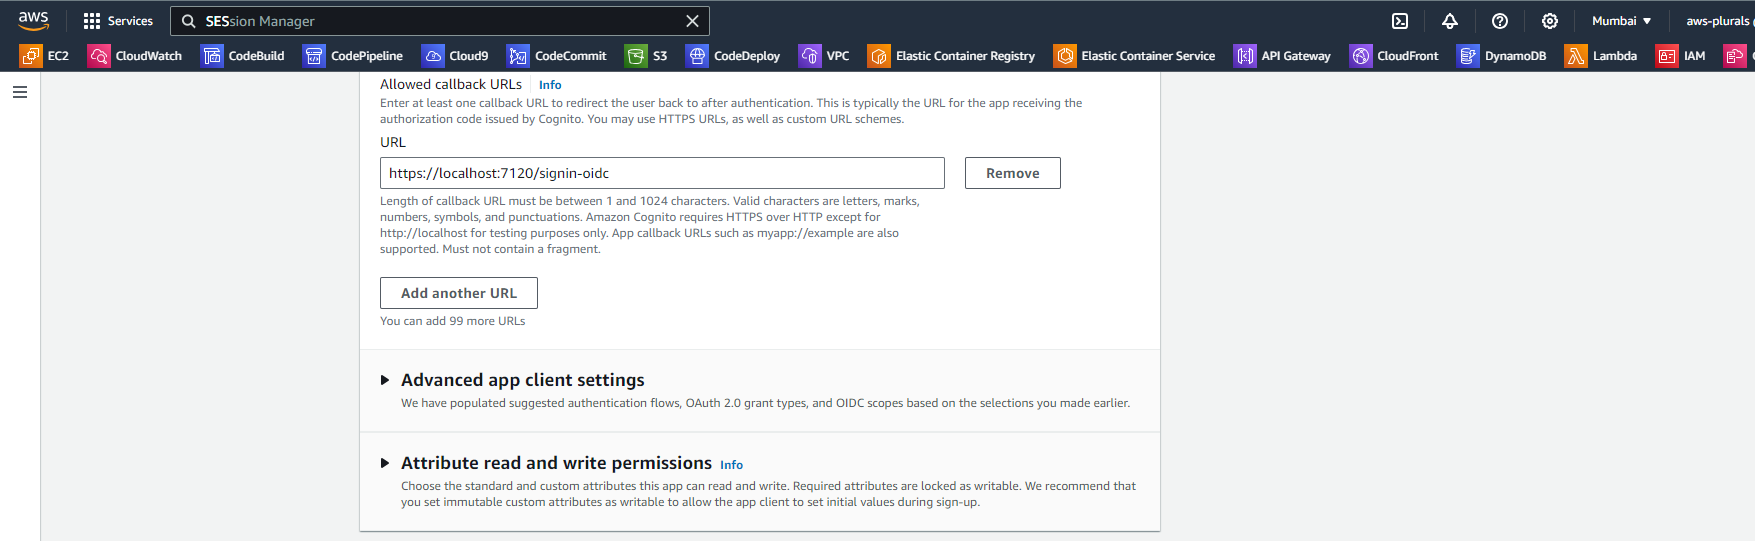 aws
Services
SESsion Manager
Mumbai
aws-plurals
EC2
CloudWatch
CodeBuild
CodePipeline
Cloud9
CodeCommit
S3
CodeDeploy
VPC
Elastic Container Registry
Elastic Container Service
API Gateway
CloudFront
DynamoDB
Lambda
IAM
Allowed callback URLs Info
Enter at least one callback URL to redirect the user back to after authentication. This is typically the URL for the app receiving the
authorization code issued by Cognito. You may use HTTPS URLs, as well as custom URL schemes.
URL
https://localhost:7120/signin-oidc
Remove
Length of callback URL must be between 1 and 1024 characters. Valid characters are letters, marks,
numbers, symbols, and punctuations. Amazon Cognito requires HTTPS over HTTP except for
http://localhost for testing purposes only. App callback URLs such as myapp://example are also
supported. Must not contain a fragment.
Add another URL
You can add 99 more URLs
Advanced app client settings
We have populated suggested authentication flows, OAuth 2.0 grant types, and OIDC scopes based on the selections you made earlier.
Attribute read and write permissions Info
Choose the standard and custom attributes this app can read and write. Required attributes are locked as writable. We recommend that
you set immutable custom attributes as writable to allow the app client to set initial values during sign-up.